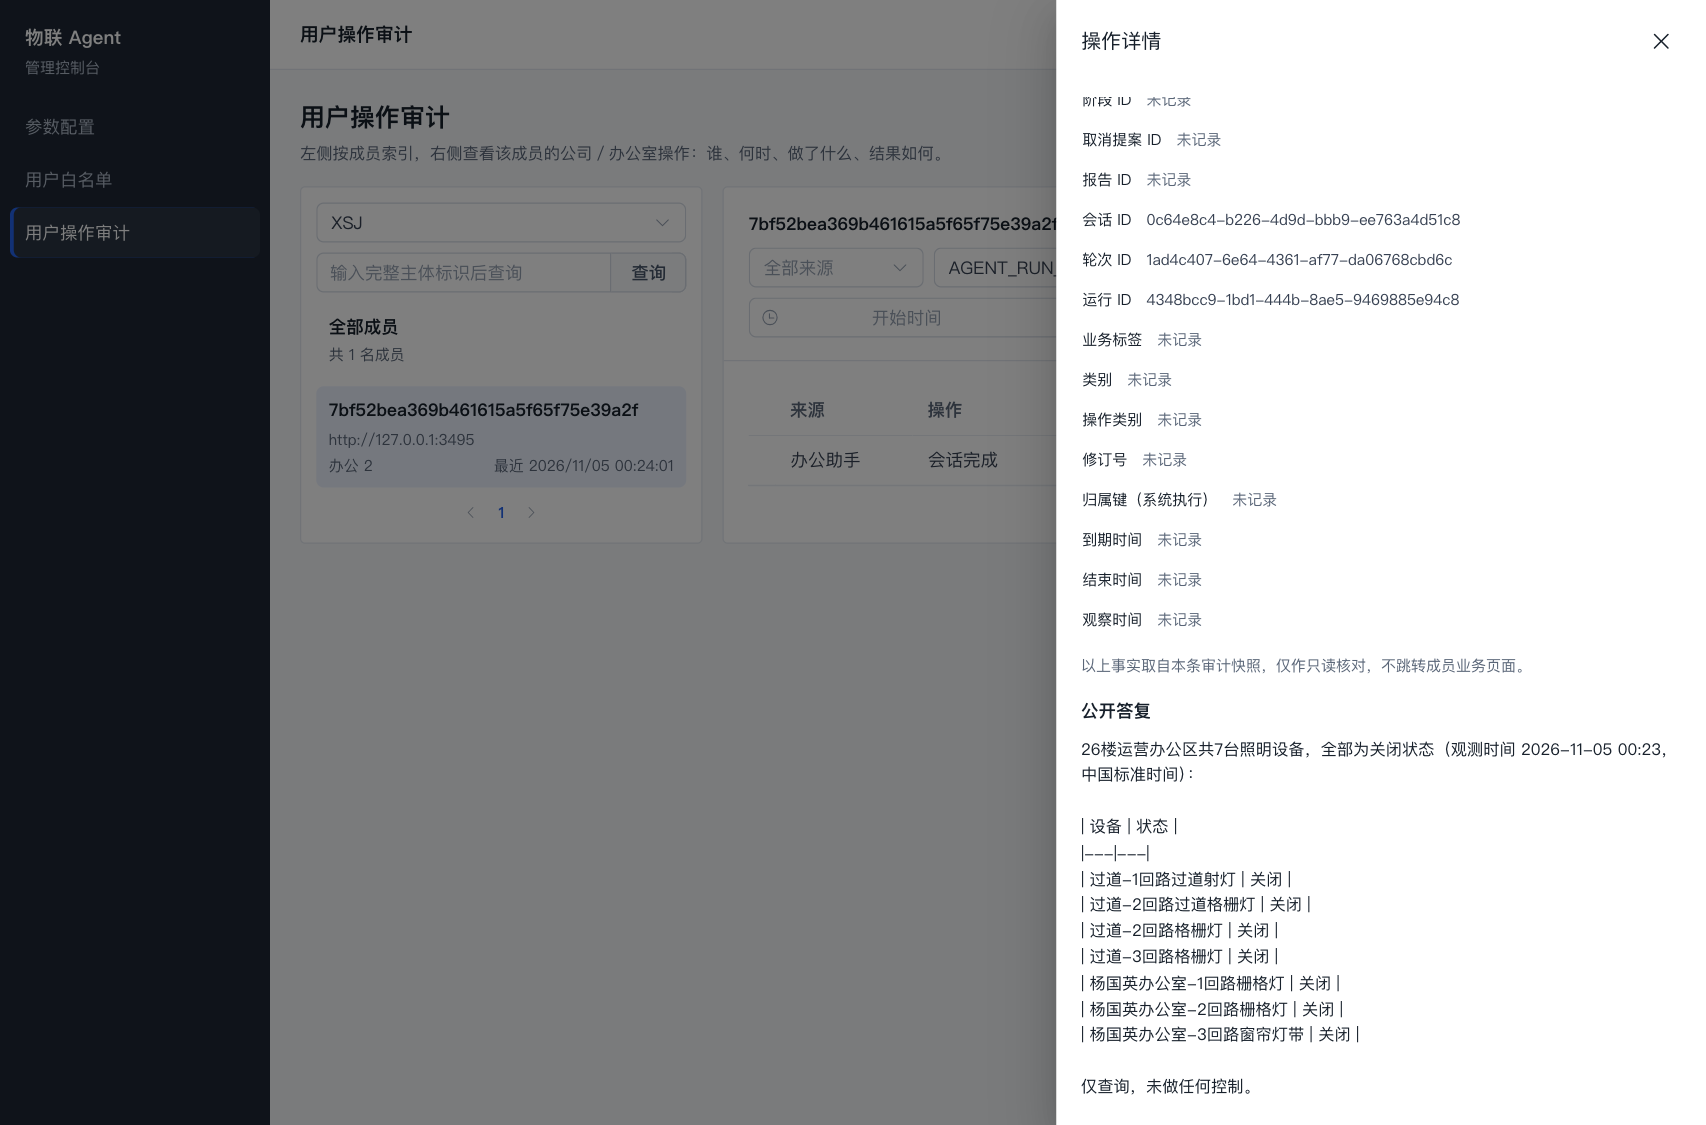 物联 Agent
管理控制台
参数配置
用户白名单
用户操作审计
用户操作审计
用户操作审计
左侧按成员索引，右侧查看该成员的公司 / 办公室操作：谁、何时、做了什么、结果如何。
XSJ
输入完整主体标识后查询 查询
全部成员
共 1 名成员
7bf52bea369b461615a5f65f75e39a2f
http://127.0.0.1:3495
办公 2 最近 2026/11/05 00:24:01
1
7bf52bea369b461615a5f65f75e39a2f
全部来源 AGENT_RUN_
开始时间
来源 操作
办公助手 会话完成
操作详情
阶段 ID 未记录
取消提案 ID 未记录
报告 ID 未记录
会话 ID 0c64e8c4-b226-4d9d-bbb9-ee763a4d51c8
轮次 ID 1ad4c407-6e64-4361-af77-da06768cbd6c
运行 ID 4348bcc9-1bd1-444b-8ae5-9469885e94c8
业务标签 未记录
类别 未记录
操作类别 未记录
修订号 未记录
归属键（系统执行） 未记录
到期时间 未记录
结束时间 未记录
观察时间 未记录
以上事实取自本条审计快照，仅作只读核对，不跳转成员业务页面。
公开答复
26楼运营办公区共7台照明设备，全部为关闭状态（观测时间 2026-11-05 00:23，
中国标准时间）：
| 设备 | 状态 |
|---|---|
| 过道-1回路过道射灯 | 关闭 |
| 过道-2回路过道格栅灯 | 关闭 |
| 过道-2回路格栅灯 | 关闭 |
| 过道-3回路格栅灯 | 关闭 |
| 杨国英办公室-1回路栅格灯 | 关闭 |
| 杨国英办公室-2回路栅格灯 | 关闭 |
| 杨国英办公室-3回路窗帘灯带 | 关闭 |
仅查询，未做任何控制。